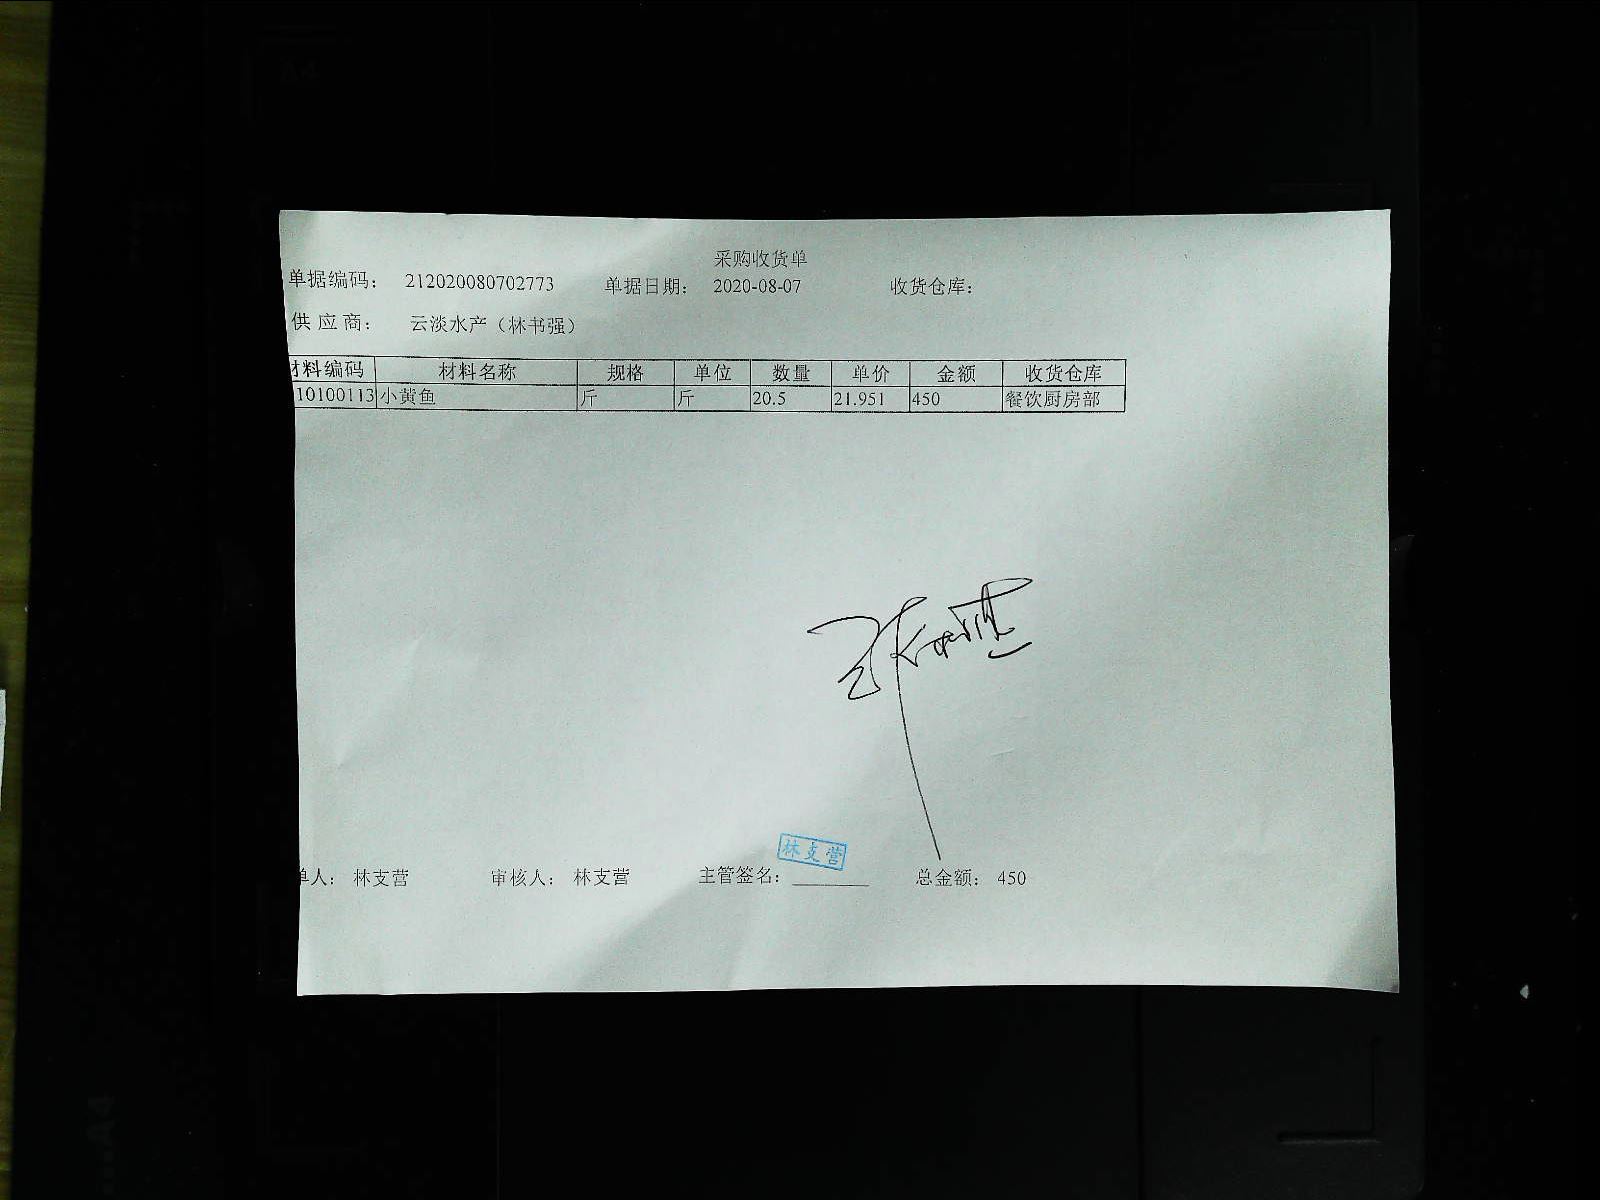 采购收货单
单据编码： 212020080702773 单据日期： 2020-08-07 收货仓库：
供应商： 云淡水产（林书强）
材料编码 材料名称 规格 单位 数量 单价 金额 收货仓库
10100113 小黄鱼 斤 斤 20.5 21.951 450 餐饮厨房部
林支营
单人： 林支营 审核人： 林支营 主管签名： 总金额： 450